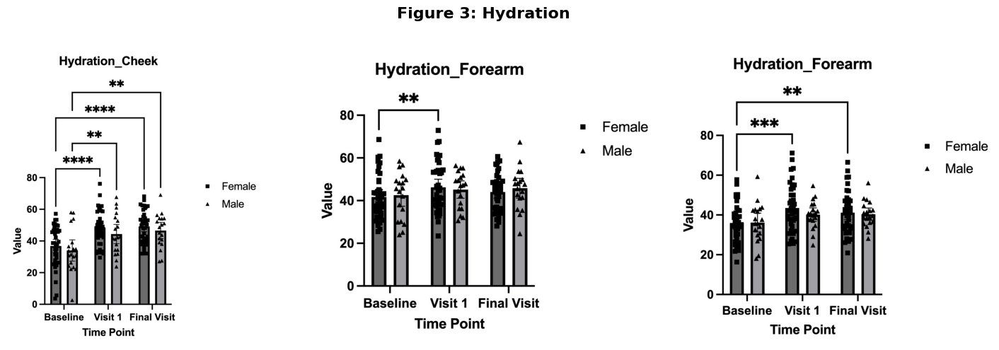 Figure 3: Hydration
Hydration_Cheek
**
****
**
****
80
60
40
20
0
Value
Baseline Visit 1 Final Visit
Time Point
Female
Male
Hydration_Forearm
**
80
60
40
20
0
Value
Baseline Visit 1 Final Visit
Time Point
Female
Male
Hydration_Forearm
**
***
80
60
40
20
0
Value
Baseline Visit 1 Final Visit
Time Point
Female
Male